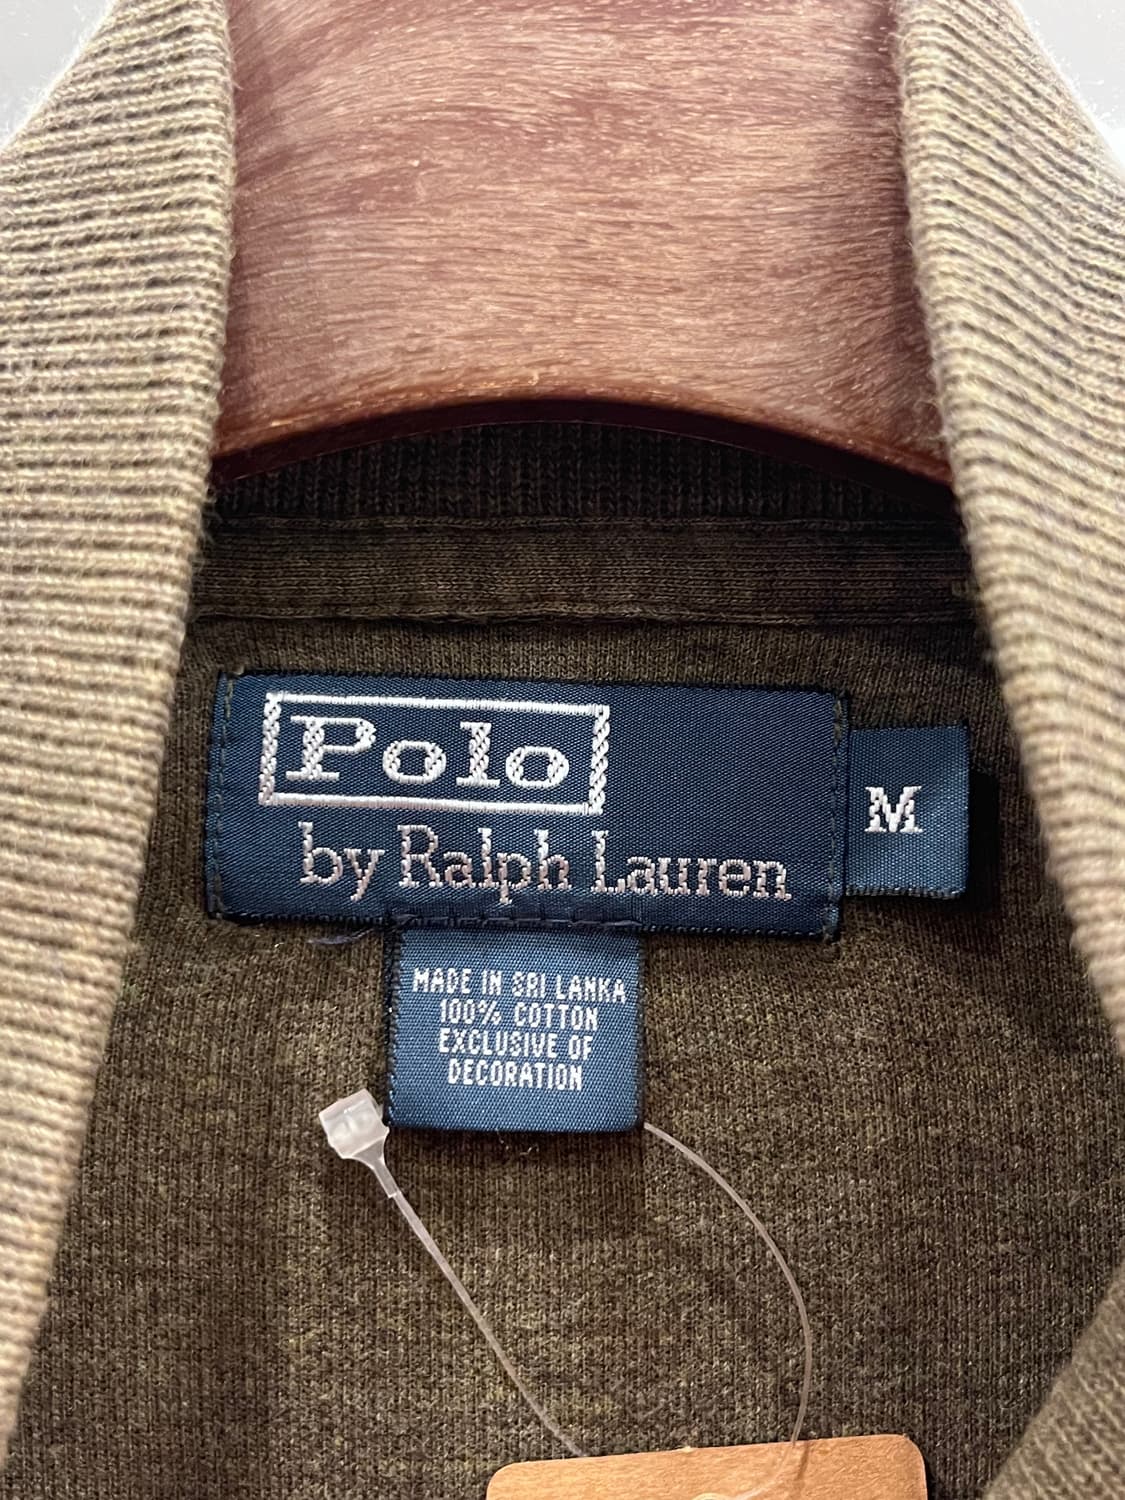 Polo
by Ralph Lauren
M
MADE IN SRI LANKA
100% COTTON
EXCLUSIVE OF
DECORATION